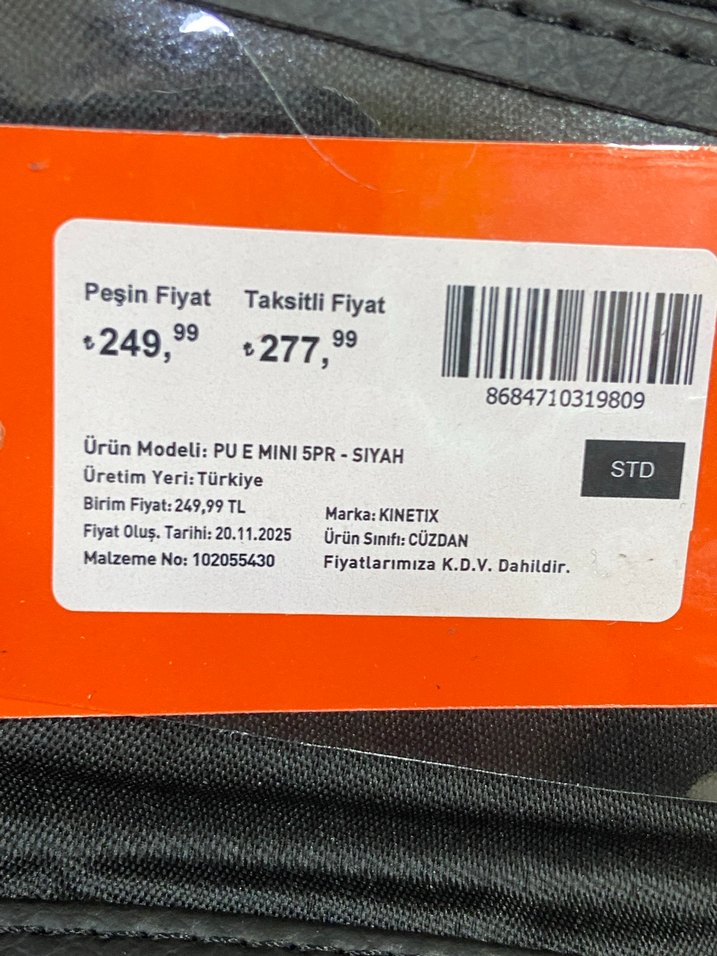 Peşin Fiyat Taksitli Fiyat
₺249,99 ₺277,99
8684710319809
Ürün Modeli: PU E MINI 5PR - SIYAH
Üretim Yeri: Türkiye
STD
Birim Fiyat: 249,99 TL
Marka: KINETIX
Fiyat Oluş. Tarihi: 20.11.2025
Ürün Sınıfı: CÜZDAN
Malzeme No: 102055430
Fiyatlarımıza K.D.V. Dahildir.